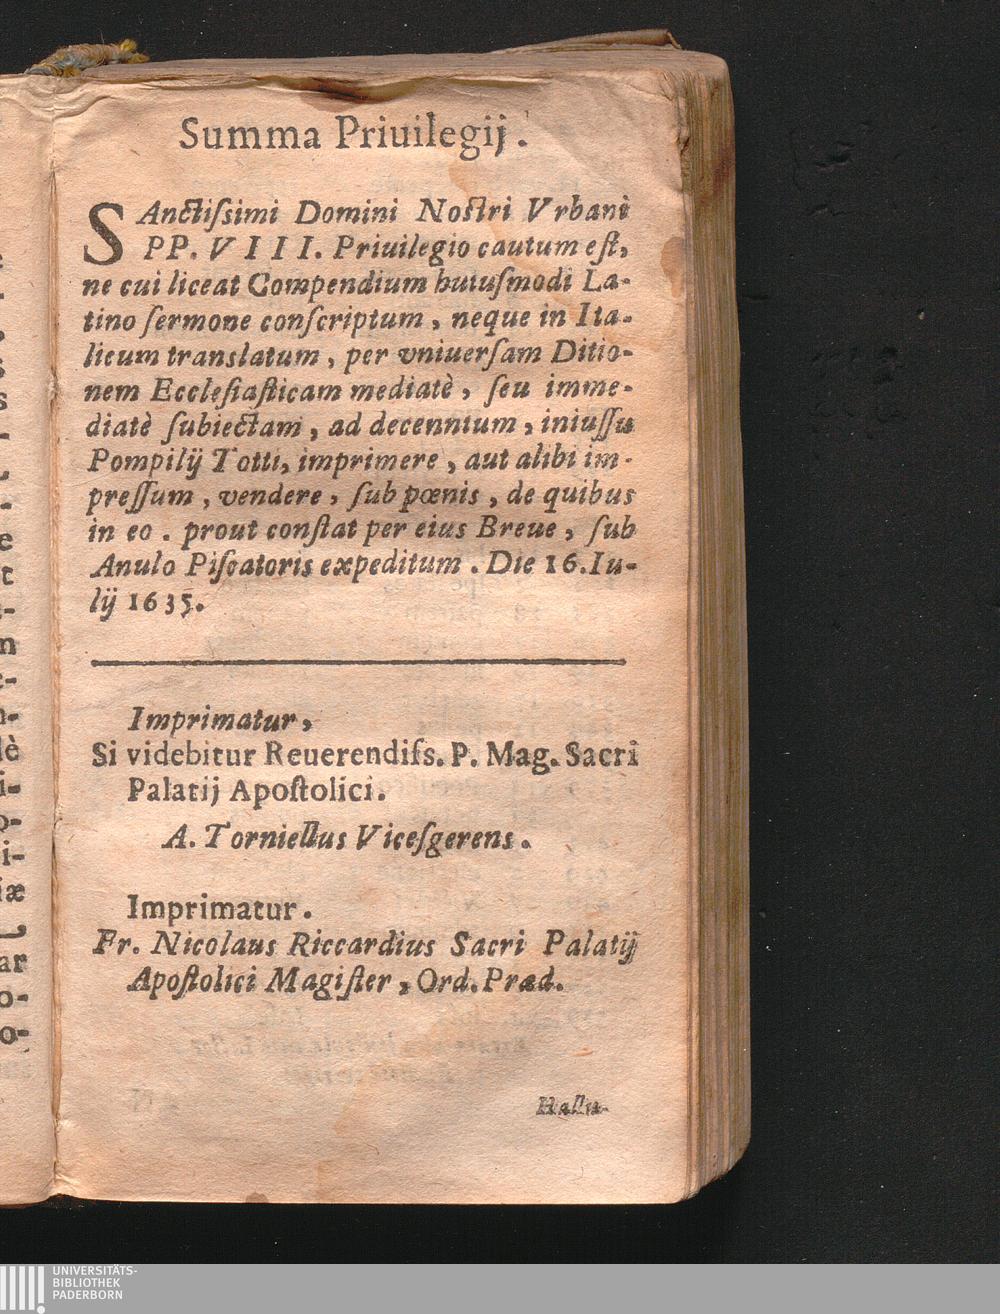 Summa Priuilegij.
SAnctiſsimi Domini Noſtri Vrbani
PP. VIII. Priuilegio cautum eſt,
ne cui liceat Compendium huiuſmodi La-
tino ſermone conſcriptum, neque in Ita-
licum translatum, per vniuerſam Ditio-
nem Eccleſiaſticam mediatè, ſeu imme-
diatè ſubiectam, ad decennium, iniuſſu
Pompilij Totti, imprimere, aut alibi im-
preſſum, vendere, ſub pœnis, de quibus
in eo. prout conſtat per eius Breue, ſub
Anulo Piſcatoris expeditum. Die 16. Iu-
lij 1635.
Imprimatur,
Si videbitur Reuerendiſs. P. Mag. Sacri
Palatij Apoſtolici.
A. Torniellus Viceſgerens.
Imprimatur.
Fr. Nicolaus Riccardius Sacri Palatij
Apoſtolici Magiſter, Ord. Præd.
UNIVERSITÄTS-
BIBLIOTHEK
PADERBORN